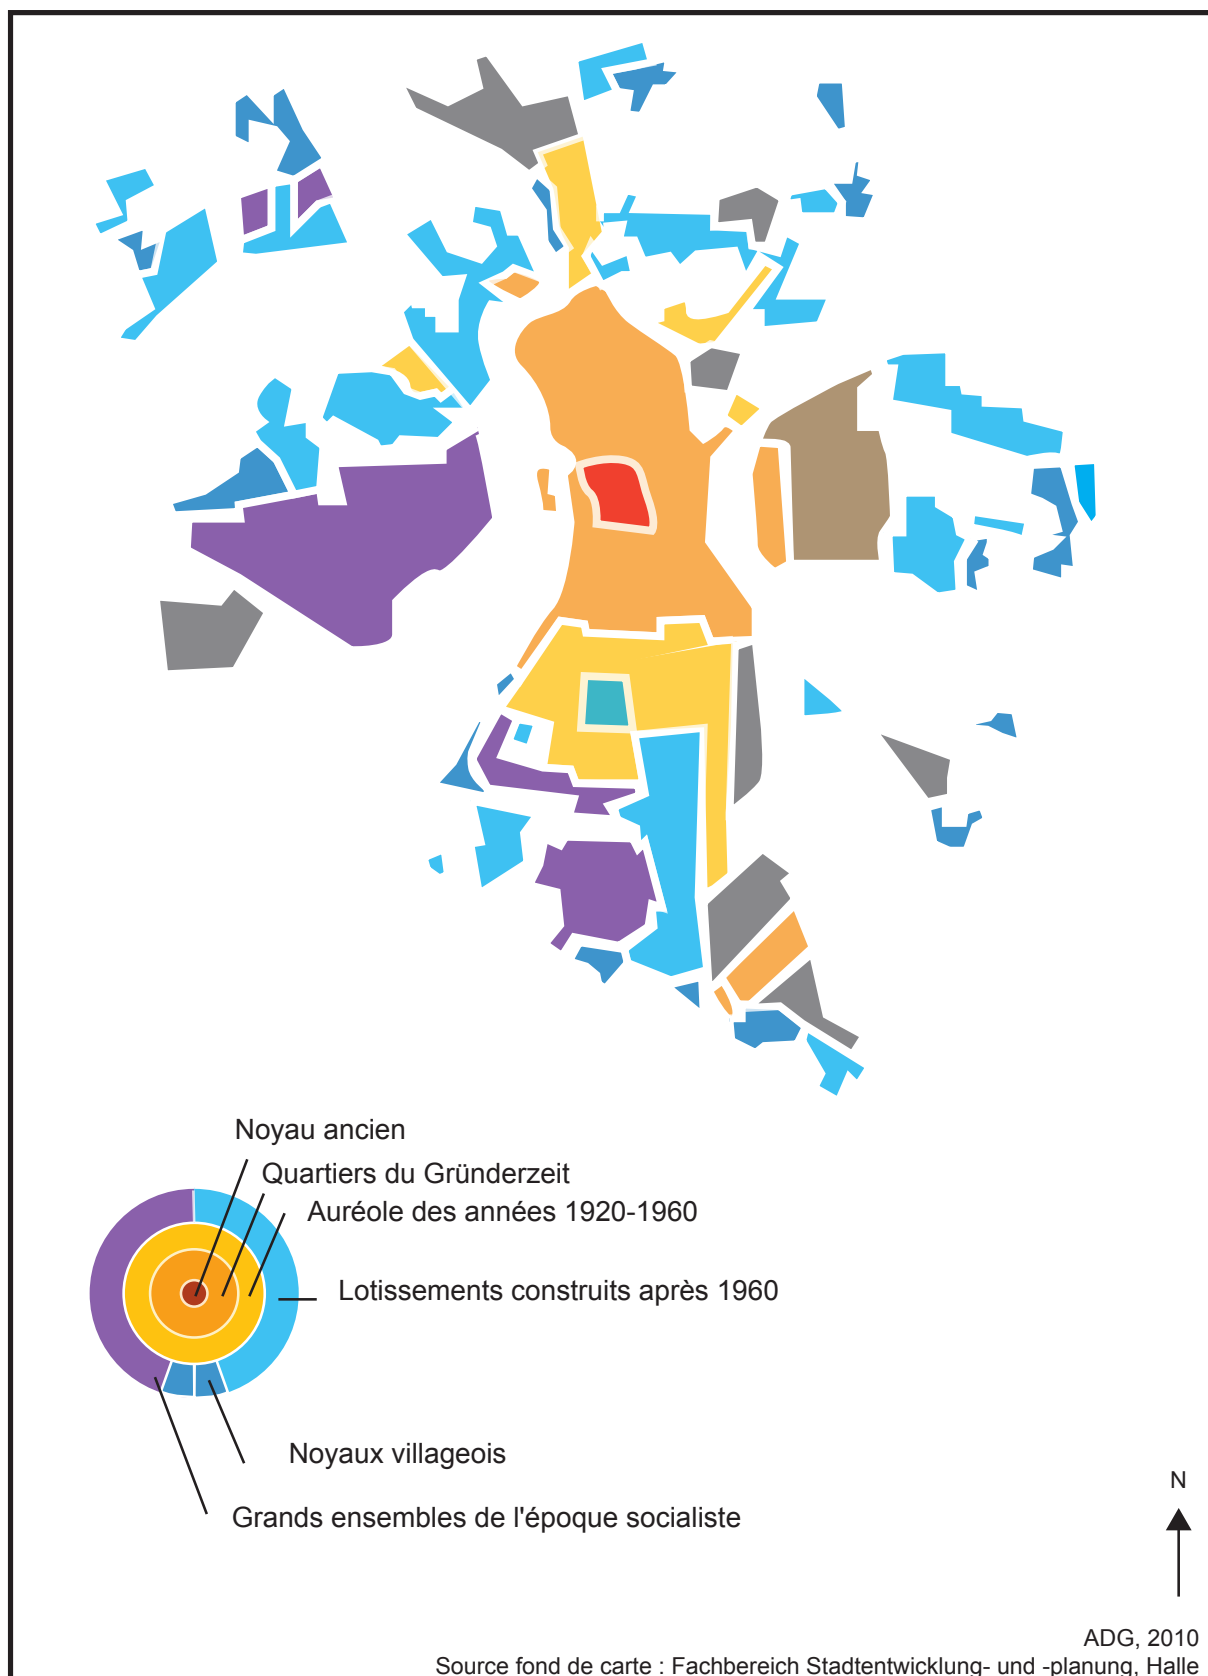 Noyau ancien
Quartiers du Gründerzeit
Auréole des années 1920-1960
Lotissements construits après 1960
Noyaux villageois
Grands ensembles de l'époque socialiste
N
ADG, 2010
Source fond de carte : Fachbereich Stadtentwicklung- und -planung, Halle